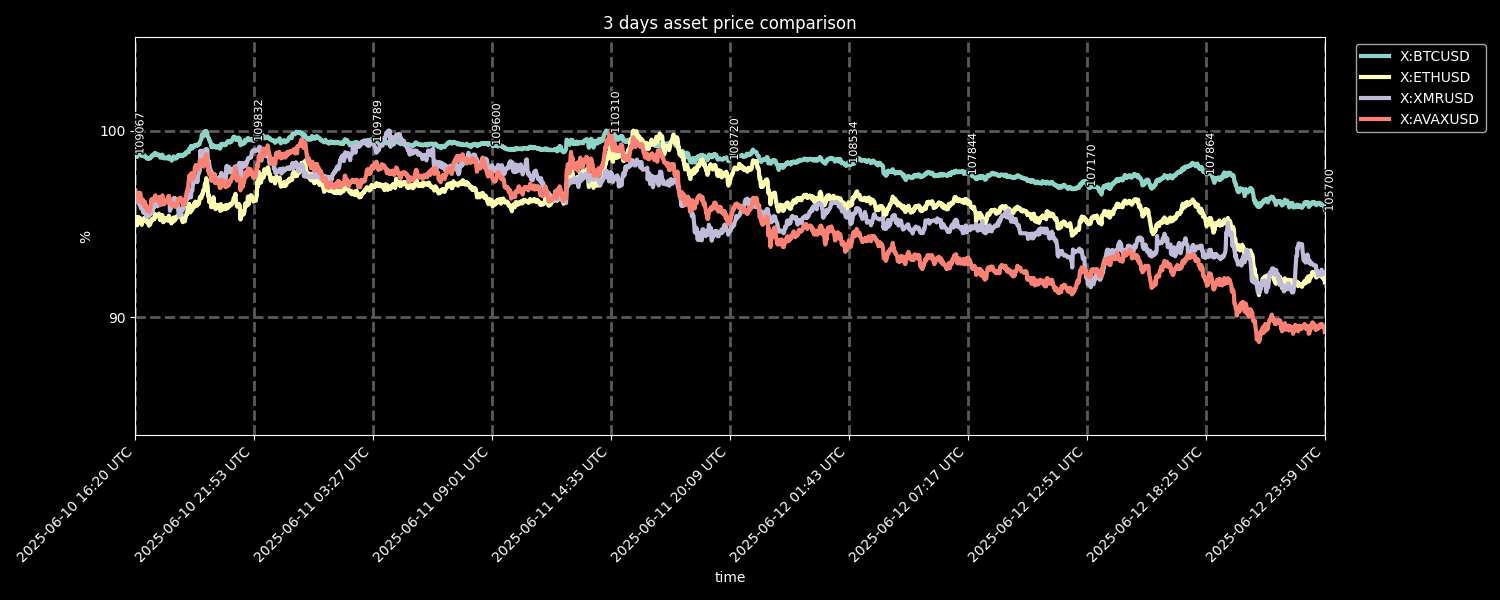 3 days asset price comparison
X:BTCUSD
X:ETHUSD
X:XMRUSD
X:AVAXUSD
%
100
90
109067
109832
109789
109600
110310
108720
108534
107844
107170
107864
105700
2025-06-10 16:20 UTC
2025-06-10 21:53 UTC
2025-06-11 03:27 UTC
2025-06-11 09:01 UTC
2025-06-11 14:35 UTC
2025-06-11 20:09 UTC
2025-06-12 01:43 UTC
2025-06-12 07:17 UTC
2025-06-12 12:51 UTC
2025-06-12 18:25 UTC
2025-06-12 23:59 UTC
time